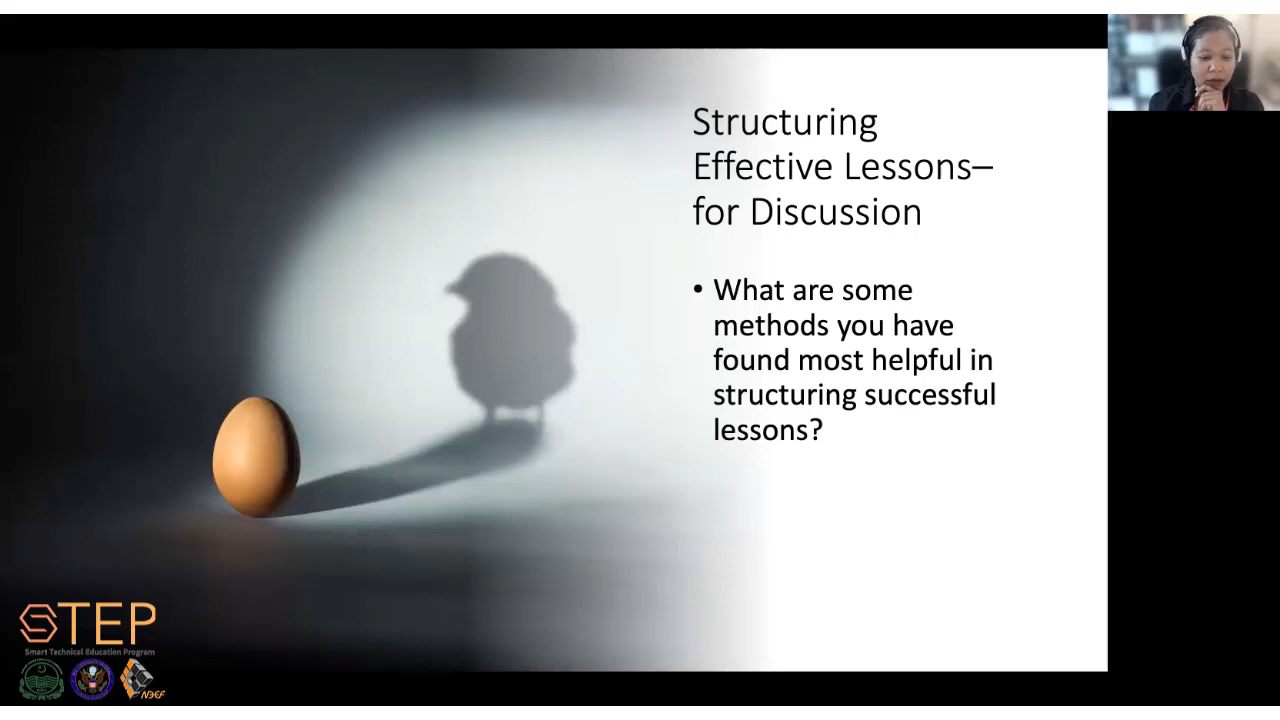 Structuring
Effective Lessons–
for Discussion
• What are some
methods you have
found most helpful in
structuring successful
lessons?
STEP
Smart Technical Education Program
NDEF